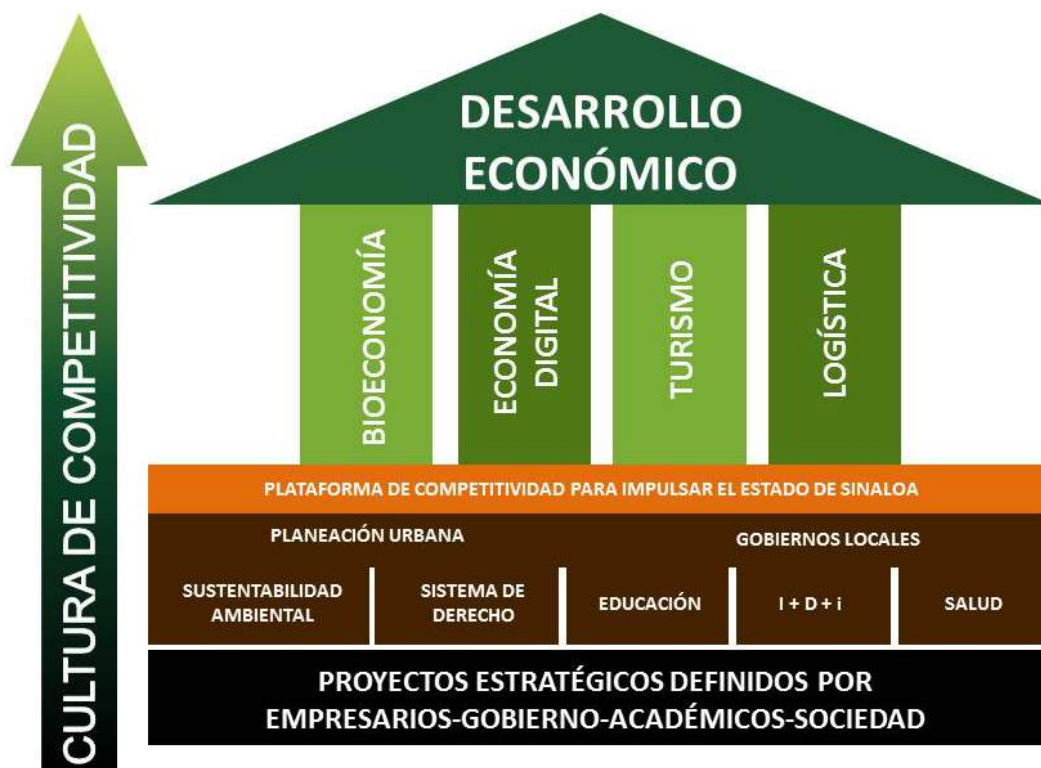 CULTURA DE COMPETITIVIDAD
DESARROLLO
ECONÓMICO
BIOECONOMÍA
ECONOMÍA
DIGITAL
TURISMO
LOGÍSTICA
PLATAFORMA DE COMPETITIVIDAD PARA IMPULSAR EL ESTADO DE SINALOA
PLANEACIÓN URBANA
GOBIERNOS LOCALES
SUSTENTABILIDAD
AMBIENTAL
SISTEMA DE
DERECHO
EDUCACIÓN
I + D + i
SALUD
PROYECTOS ESTRATÉGICOS DEFINIDOS POR
EMPRESARIOS-GOBIERNO-ACADÉMICOS-SOCIEDAD